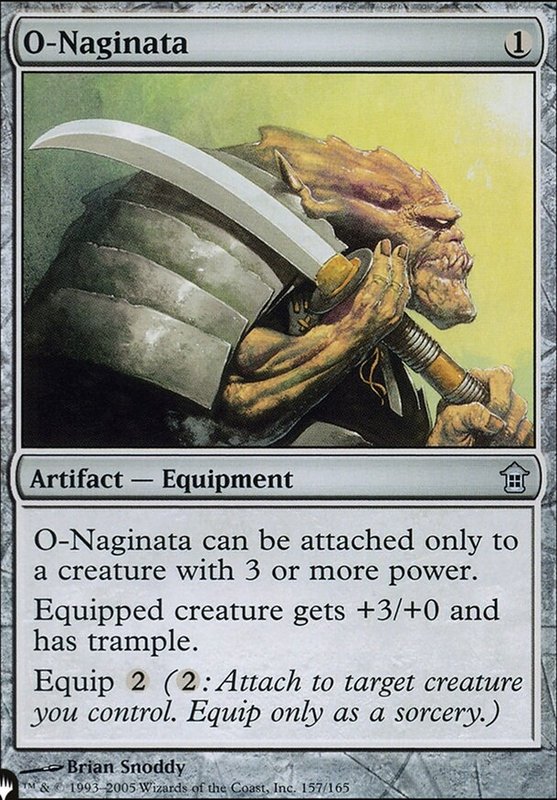 O-Naginata 1
Artifact — Equipment
O-Naginata can be attached only to
a creature with 3 or more power.
Equipped creature gets +3/+0 and
has trample.
Equip 2 (2: Attach to target creature
you control. Equip only as a sorcery.)
Brian Snoddy
™ & © 1993–2005 Wizards of the Coast, Inc. 157/165